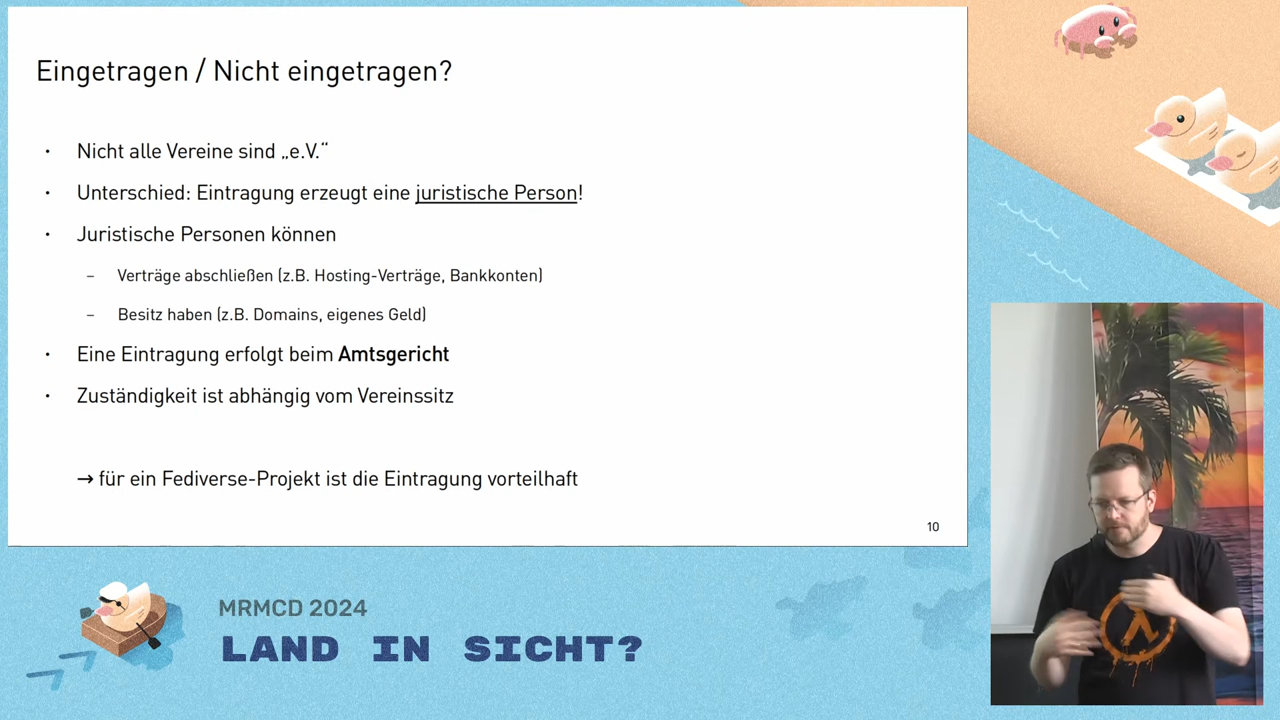 Eingetragen / Nicht eingetragen?
• Nicht alle Vereine sind „e.V.“
• Unterschied: Eintragung erzeugt eine juristische Person!
• Juristische Personen können
– Verträge abschließen (z.B. Hosting-Verträge, Bankkonten)
– Besitz haben (z.B. Domains, eigenes Geld)
• Eine Eintragung erfolgt beim Amtsgericht
• Zuständigkeit ist abhängig vom Vereinssitz
→ für ein Fediverse-Projekt ist die Eintragung vorteilhaft
10
MRMCD 2024
LAND IN SICHT?